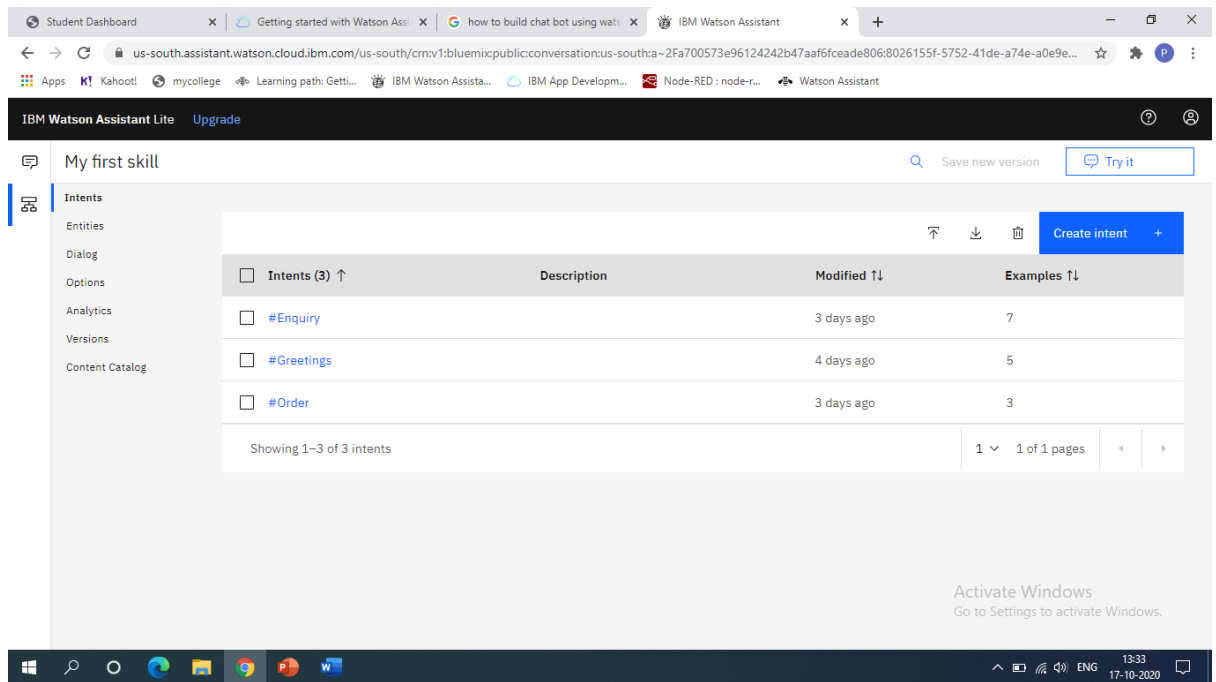 Student Dashboard
Getting started with Watson Assi
how to build chat bot using wats
IBM Watson Assistant
us-south.assistant.watson.cloud.ibm.com/us-south/crn:v1:bluemix:public:conversation:us-south:a~2Fa700573e96124242b47aaf6fceade806:8026155f-5752-41de-a74e-a0e9e...
P
Apps
K! Kahoot!
mycollege
Learning path: Getti...
IBM Watson Assista...
IBM App Developm...
Node-RED : node-r...
Watson Assistant
IBM Watson Assistant Lite Upgrade
My first skill
Save new version
Try it
Intents
Entities
Dialog
Options
Analytics
Versions
Content Catalog
Create intent +
Intents (3) ↑ Description Modified ↑↓ Examples ↑↓
#Enquiry 3 days ago 7
#Greetings 4 days ago 5
#Order 3 days ago 3
Showing 1–3 of 3 intents
1 1 of 1 pages
Activate Windows
Go to Settings to activate Windows.
ENG
13:33
17-10-2020